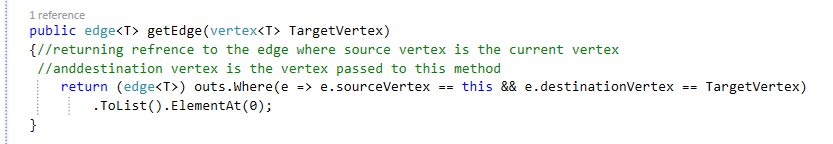 1 reference
public edge<T> getEdge(vertex<T> TargetVertex)
{//returning refrence to the edge where source vertex is the current vertex
//anddestination vertex is the vertex passed to this method
return (edge<T>) outs.Where(e => e.sourceVertex == this && e.destinationVertex == TargetVertex)
.ToList().ElementAt(0);
}